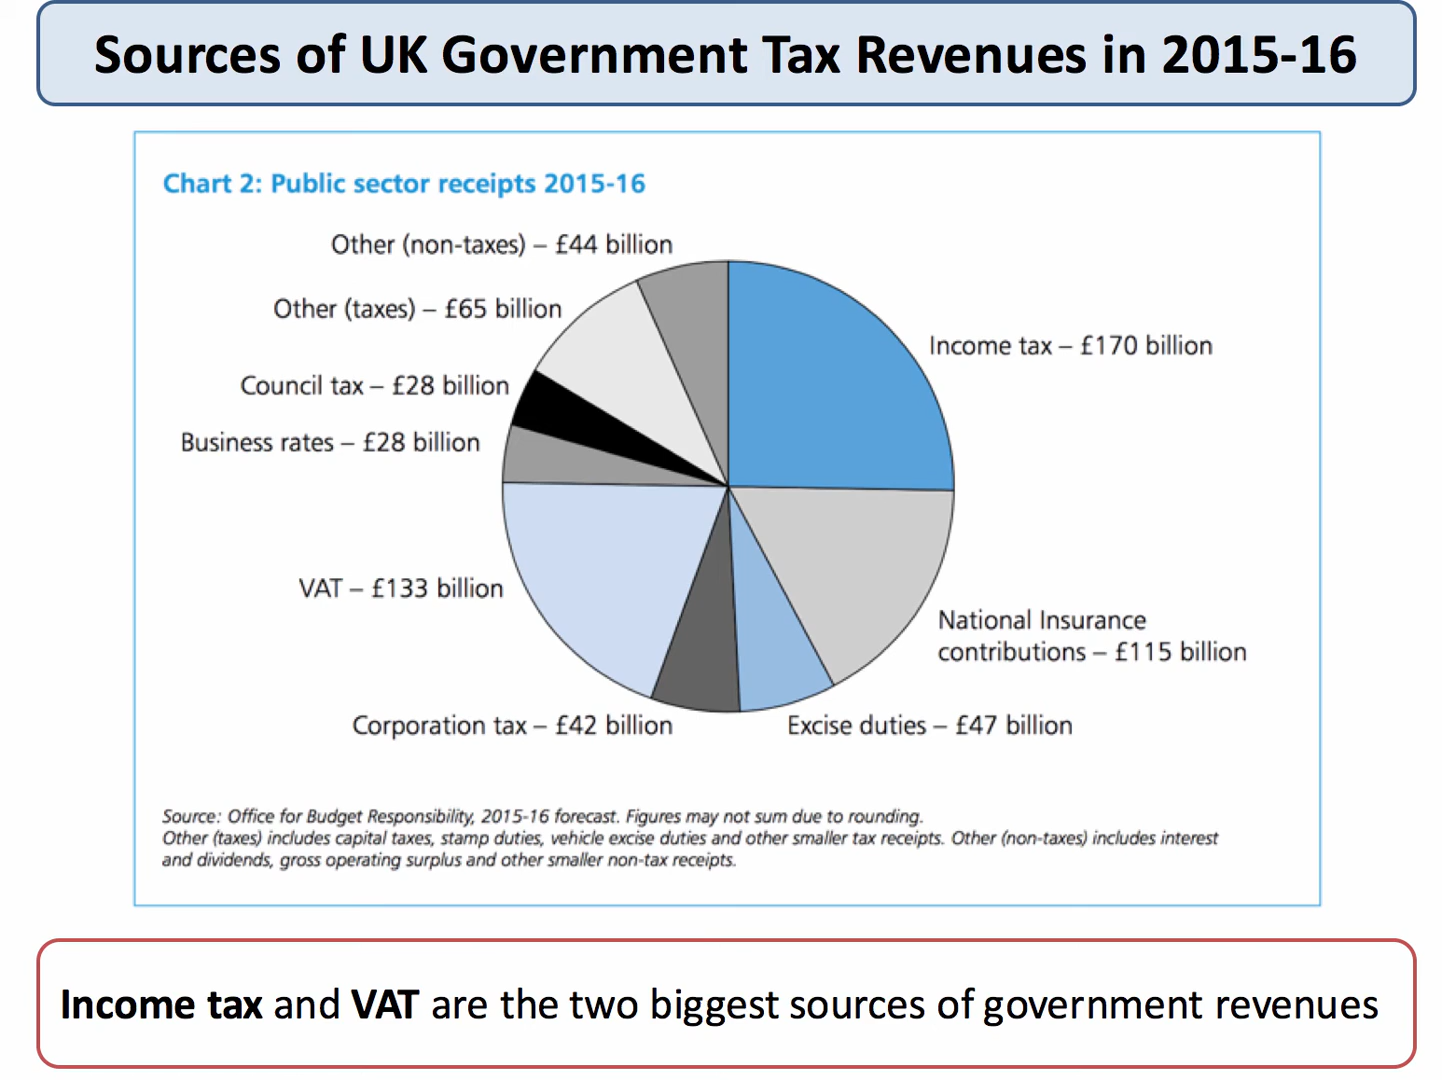 Sources of UK Government Tax Revenues in 2015-16
Chart 2: Public sector receipts 2015-16
Other (non-taxes) – £44 billion
Other (taxes) – £65 billion
Income tax – £170 billion
Council tax – £28 billion
Business rates – £28 billion
VAT – £133 billion
National Insurance
contributions – £115 billion
Corporation tax – £42 billion
Excise duties – £47 billion
Source: Office for Budget Responsibility, 2015-16 forecast. Figures may not sum due to rounding.
Other (taxes) includes capital taxes, stamp duties, vehicle excise duties and other smaller tax receipts. Other (non-taxes) includes interest
and dividends, gross operating surplus and other smaller non-tax receipts.
Income tax and VAT are the two biggest sources of government revenues